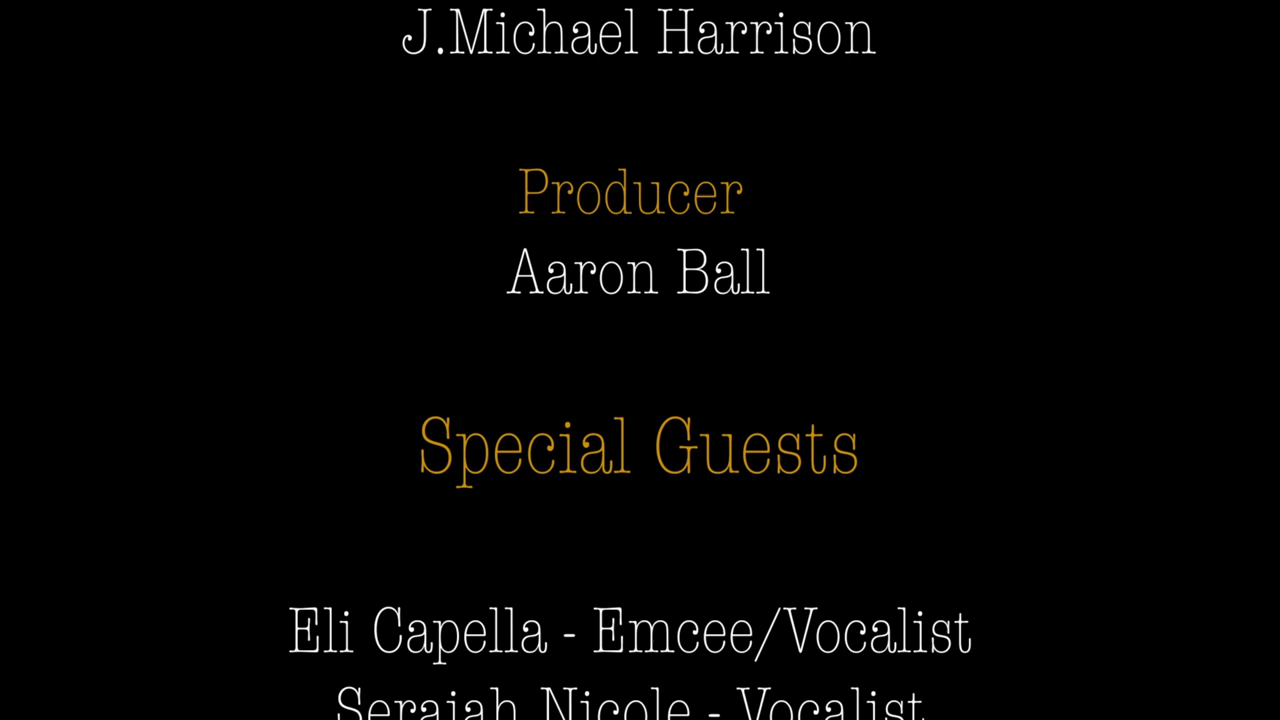 J.Michael Harrison
Producer
Aaron Ball
Special Guests
Eli Capella - Emcee/Vocalist
Seraiah Nicole - Vocalist